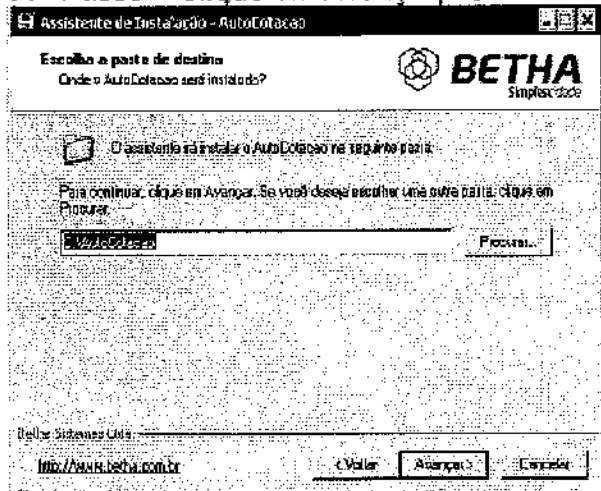 Assistente de Instalação - AutoCotacao
Escolha a pasta de destino
Onde o AutoCotacao será instalado?
BETHA
Simplescidade
O assistente irá instalar o AutoCotacao na seguinte pasta.
Para continuar, clique em Avançar. Se você deseja escolher uma outra pasta, clique em
Procurar.
C:\AutoCotacao
Procurar...
Betha Sistemas Ltda.
http://www.betha.com.br
< Voltar
Avançar >
Cancelar